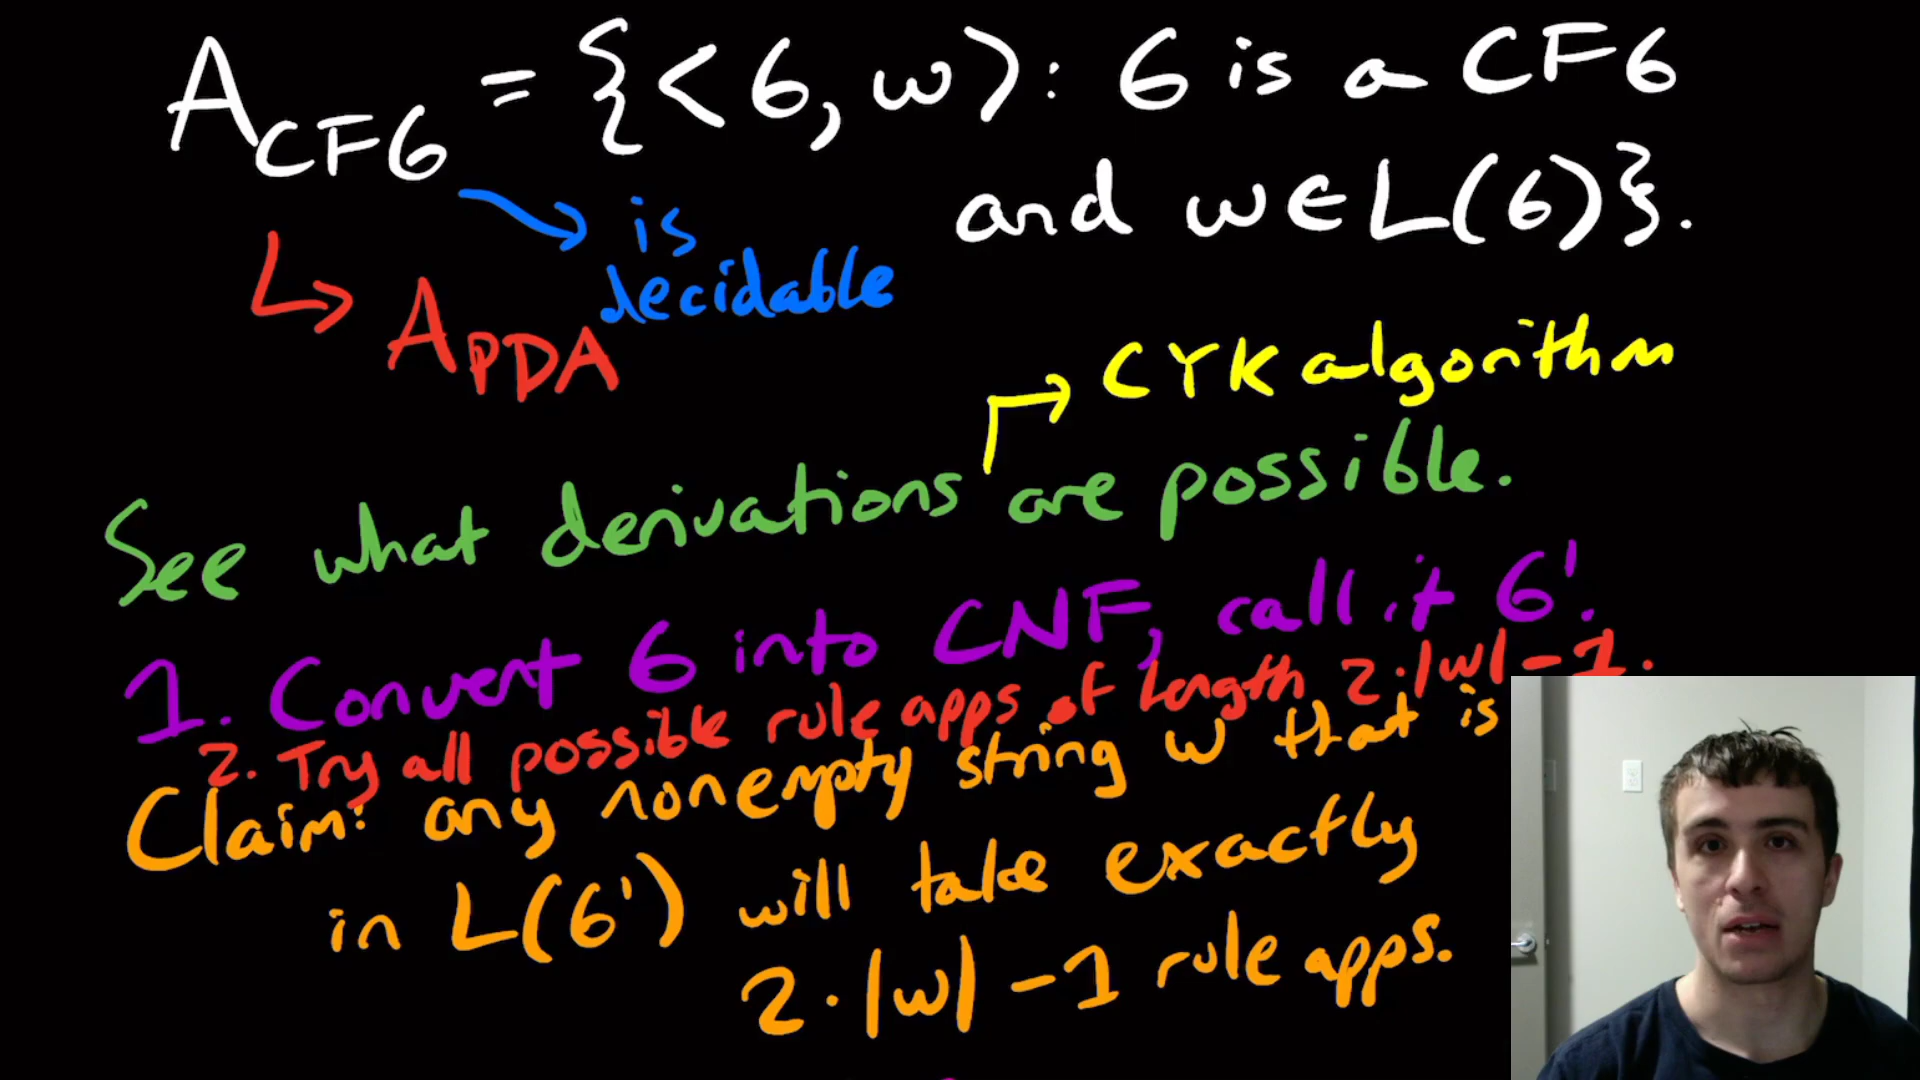 A_CFG = {<G, w>: G is a CFG
and w∈L(G)}.
is
decidable
A_PDA
CYK algorithm
See what derivations are possible.
1. Convert G into CNF, call it G'.
2. Try all possible rule apps of length 2·|w|-1.
Claim: any nonempty string w that is
in L(G') will take exactly
2·|w|-1 rule apps.